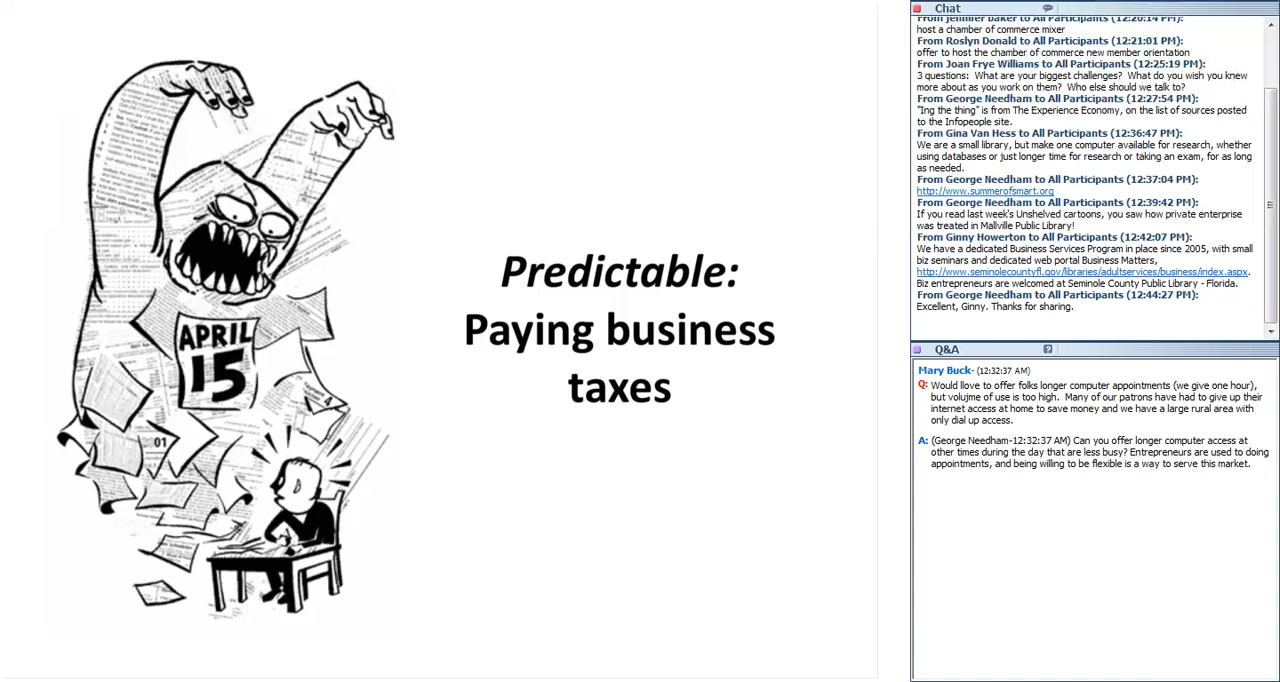 APRIL
15
01
4
Predictable:
Paying business
taxes
Chat
From Jennifer Baker to All Participants (12:20:14 PM):
host a chamber of commerce mixer
From Roslyn Donald to All Participants (12:21:01 PM):
offer to host the chamber of commerce new member orientation
From Joan Frye Williams to All Participants (12:25:19 PM):
3 questions:  What are your biggest challenges?  What do you wish you knew
more about as you work on them?  Who else should we talk to?
From George Needham to All Participants (12:27:54 PM):
"Ing the thing" is from The Experience Economy, on the list of sources posted
to the Infopeople site.
From Gina Van Hess to All Participants (12:36:47 PM):
We are a small library, but make one computer available for research, whether
using databases or just longer time for research or taking an exam, for as long
as needed.
From George Needham to All Participants (12:37:04 PM):
http://www.summerofsmart.org
From George Needham to All Participants (12:39:42 PM):
If you read last week's Unshelved cartoons, you saw how private enterprise
was treated in Mallville Public Library!
From Ginny Howerton to All Participants (12:42:07 PM):
We have a dedicated Business Services Program in place since 2005, with small
biz seminars and dedicated web portal Business Matters,
http://www.seminolecountyfl.gov/libraries/adultservices/business/index.aspx.
Biz entrepreneurs are welcomed at Seminole County Public Library - Florida.
From George Needham to All Participants (12:44:27 PM):
Excellent, Ginny. Thanks for sharing.
Q&A
Mary Buck- (12:32:37 AM)
Q: Would llove to offer folks longer computer appointments (we give one hour),
but volujme of use is too high.  Many of our patrons have had to give up their
internet access at home to save money and we have a large rural area with
only dial up access.
A: (George Needham-12:32:37 AM) Can you offer longer computer access at
other times during the day that are less busy? Entrepreneurs are used to doing
appointments, and being willing to be flexible is a way to serve this market.